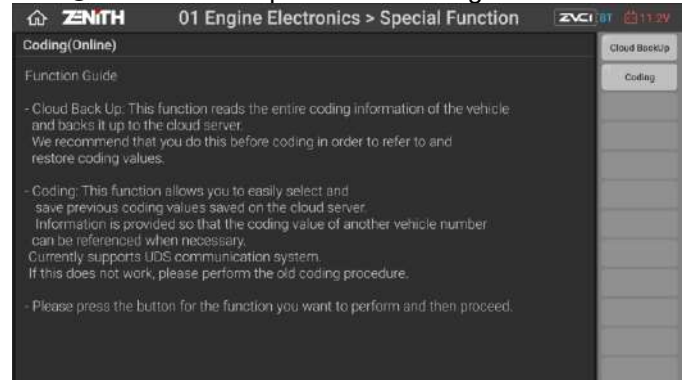 ZENITH
01 Engine Electronics > Special Function
ZVCI BT 11.2V
Coding(Online)
Cloud BackUp
Function Guide
Coding
- Cloud Back Up: This function reads the entire coding information of the vehicle
and backs it up to the cloud server.
We recommend that you do this before coding in order to refer to and
restore coding values.
- Coding: This function allows you to easily select and
save previous coding values saved on the cloud server.
Information is provided so that the coding value of another vehicle number
can be referenced when necessary.
Currently supports UDS communication system.
If this does not work, please perform the old coding procedure.
- Please press the button for the function you want to perform and then proceed.